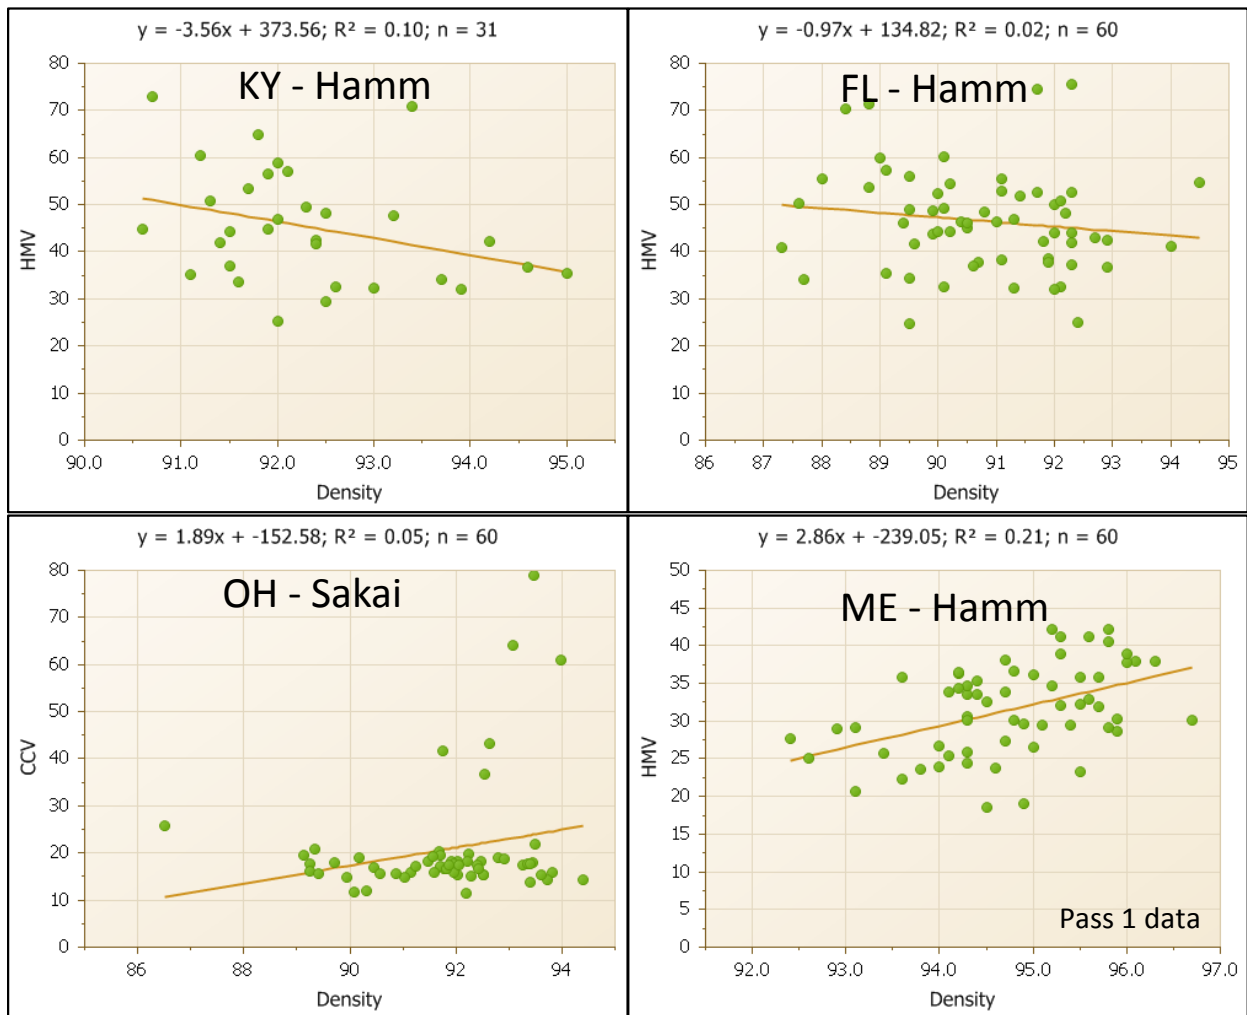 y = -3.56x + 373.56; R² = 0.10; n = 31
KY - Hamm
80
70
60
50
40
30
20
10
0
HMV
90.0 91.0 92.0 93.0 94.0 95.0
Density
y = -0.97x + 134.82; R² = 0.02; n = 60
FL - Hamm
80
70
60
50
40
30
20
10
0
HMV
86 87 88 89 90 91 92 93 94 95
Density
y = 1.89x + -152.58; R² = 0.05; n = 60
OH - Sakai
80
70
60
50
40
30
20
10
0
CCV
86 88 90 92 94
Density
y = 2.86x + -239.05; R² = 0.21; n = 60
ME - Hamm
50
45
40
35
30
25
20
15
10
5
0
HMV
Pass 1 data
92.0 93.0 94.0 95.0 96.0 97.0
Density